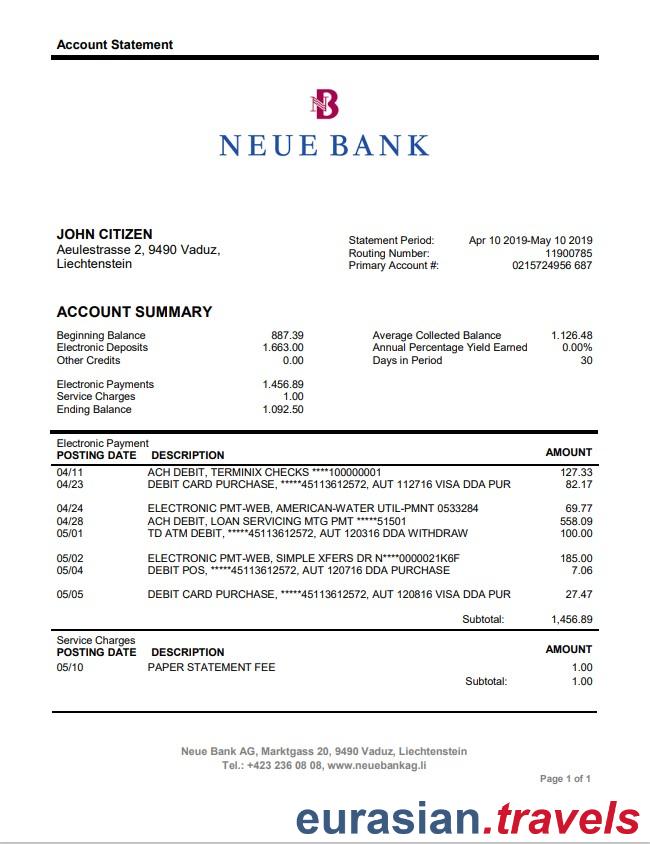 Account Statement
NB
NEUE BANK
JOHN CITIZEN
Aeulestrasse 2, 9490 Vaduz,
Liechtenstein
Statement Period: Apr 10 2019-May 10 2019
Routing Number: 11900785
Primary Account #: 0215724956 687
ACCOUNT SUMMARY
Beginning Balance 887.39 Average Collected Balance 1.126.48
Electronic Deposits 1.663.00 Annual Percentage Yield Earned 0.00%
Other Credits 0.00 Days in Period 30
Electronic Payments 1.456.89
Service Charges 1.00
Ending Balance 1.092.50
Electronic Payment
POSTING DATE DESCRIPTION AMOUNT
04/11 ACH DEBIT, TERMINIX CHECKS ****100000001 127.33
04/23 DEBIT CARD PURCHASE, *****45113612572, AUT 112716 VISA DDA PUR 82.17
04/24 ELECTRONIC PMT-WEB, AMERICAN-WATER UTIL-PMNT 0533284 69.77
04/28 ACH DEBIT, LOAN SERVICING MTG PMT *****51501 558.09
05/01 TD ATM DEBIT, *****45113612572, AUT 120316 DDA WITHDRAW 100.00
05/02 ELECTRONIC PMT-WEB, SIMPLE XFERS DR N****0000021K6F 185.00
05/04 DEBIT POS, *****45113612572, AUT 120716 DDA PURCHASE 7.06
05/05 DEBIT CARD PURCHASE, *****45113612572, AUT 120816 VISA DDA PUR 27.47
Subtotal: 1,456.89
Service Charges
POSTING DATE DESCRIPTION AMOUNT
05/10 PAPER STATEMENT FEE 1.00
Subtotal: 1.00
Neue Bank AG, Marktgass 20, 9490 Vaduz, Liechtenstein
Tel.: +423 236 08 08, www.neuebankag.li
Page 1 of 1
eurasian.travels